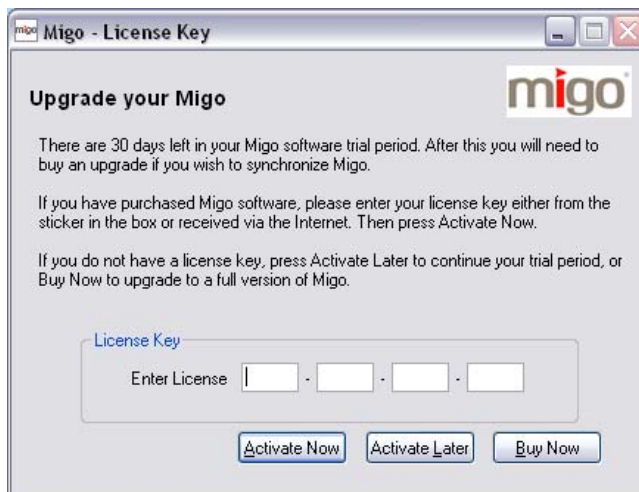 migo Migo - License Key
migo
Upgrade your Migo
There are 30 days left in your Migo software trial period. After this you will need to
buy an upgrade if you wish to synchronize Migo.
If you have purchased Migo software, please enter your license key either from the
sticker in the box or received via the Internet. Then press Activate Now.
If you do not have a license key, press Activate Later to continue your trial period, or
Buy Now to upgrade to a full version of Migo.
License Key
Enter License - - -
Activate Now Activate Later Buy Now